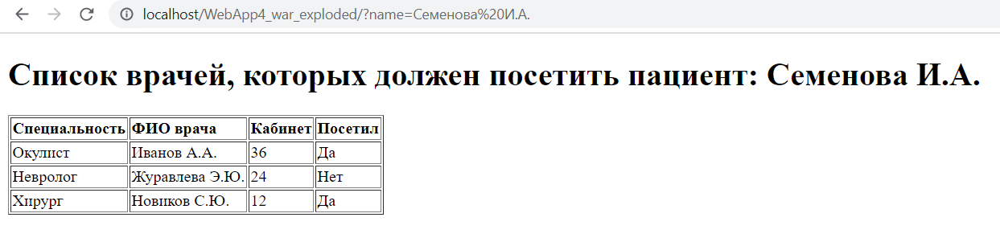 localhost/WebApp4_war_exploded/?name=Семенова%20И.А.
Список врачей, которых должен посетить пациент: Семенова И.А.
Специальность ФИО врача Кабинет Посетил
Окулист Иванов А.А. 36 Да
Невролог Журавлева Э.Ю. 24 Нет
Хирург Новиков С.Ю. 12 Да